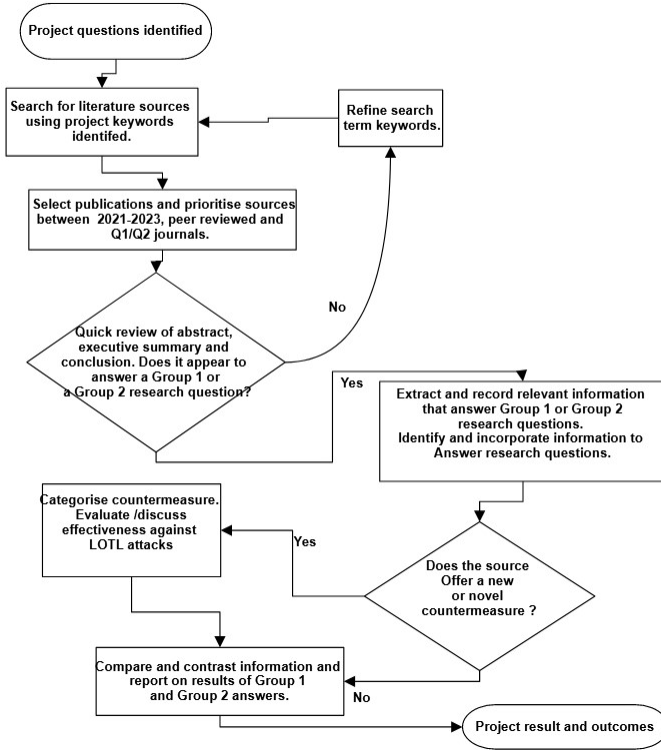 Project questions identified
Search for literature sources
using project keywords
identifed.
Refine search
term keywords.
Select publications and prioritise sources
between 2021-2023, peer reviewed and
Q1/Q2 journals.
No
Quick review of abstract,
executive summary and
conclusion. Does it appear to
answer a Group 1 or
a Group 2 research question?
Yes
Extract and record relevant information
that answer Group 1 or Group 2
research questions.
Identify and incorporate information to
Answer research questions.
Categorise countermeasure.
Evaluate /discuss
effectiveness against
LOTL attacks
Yes
Does the source
Offer a new
or novel
countermeasure ?
Compare and contrast information and
report on results of Group 1
and Group 2 answers.
No
Project result and outcomes